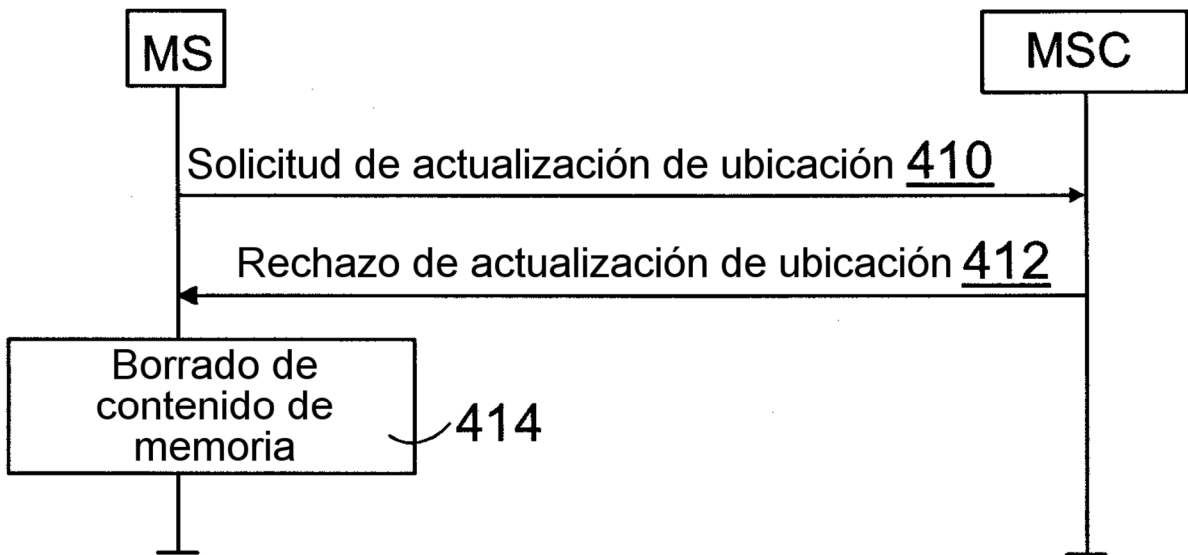 MS
MSC
Solicitud de actualización de ubicación 410
Rechazo de actualización de ubicación 412
Borrado de
contenido de
memoria
414